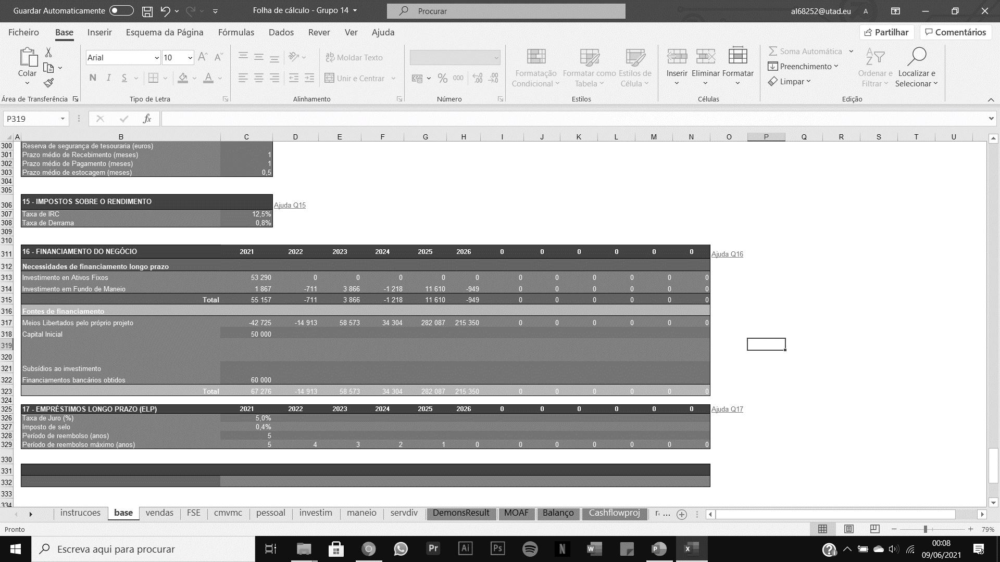 Guardar Automaticamente
Folha de cálculo - Grupo 14
Procurar
al68252@utad.eu
A
Ficheiro Base Inserir Esquema da Página Fórmulas Dados Rever Ver Ajuda
Partilhar
Comentários
Colar
Arial
10
A A
N I S
A
Moldar Texto
Unir e Centrar
% 000
Formatação Condicional
Formatar como Tabela
Estilos de Célula
Inserir
Eliminar
Formatar
Soma Automática
Preenchimento
Limpar
Ordenar e Filtrar
Localizar e Selecionar
Área de Transferência Tipo de Letra Alinhamento Número Estilos Células Edição
P319
fx
A B C D E F G H I J K L M N O P Q R S T U
300 Reserva de segurança de tesouraria (euros)
301 Prazo médio de Recebimento (meses) 1
302 Prazo médio de Pagamento (meses) 1
303 Prazo médio de estocagem (meses) 0,5
304
305
306 15 - IMPOSTOS SOBRE O RENDIMENTO Ajuda Q15
307 Taxa de IRC 12,5%
308 Taxa de Derrama 0,8%
309
310
311 16 - FINANCIAMENTO DO NEGÓCIO 2021 2022 2023 2024 2025 2026 0 0 0 0 0 0 Ajuda Q16
312 Necessidades de financiamento longo prazo
313 Investimento en Ativos Fixos 53 290 0 0 0 0 0 0 0 0 0 0 0
314 Investimento em Fundo de Maneio 1 867 -711 3 866 -1 218 11 610 -949 0 0 0 0 0 0
315 Total 55 157 -711 3 866 -1 218 11 610 -949 0 0 0 0 0 0
316 Fontes de financiamento
317 Meios Libertados pelo próprio projeto -42 725 -14 913 58 573 34 304 282 087 215 350 0 0 0 0 0 0
318 Capital Inicial 50 000
319
320
321 Subsídios ao investimento
322 Financiamentos bancários obtidos 60 000
323 Total 67 276 -14 913 58 573 34 304 282 087 215 350 0 0 0 0 0 0
324
325 17 - EMPRÉSTIMOS LONGO PRAZO (ELP) 2021 2022 2023 2024 2025 2026 0 0 0 0 0 0 Ajuda Q17
326 Taxa de Juro (%) 5,0%
327 Imposto de selo 0,4%
328 Período de reembolso (anos) 5
329 Período de reembolso máximo (anos) 5 4 3 2 1 0 0 0 0 0 0 0
330
331
332
333
334
instrucoes base vendas FSE cmvmc pessoal investim maneio servdiv DemonsResult MOAF Balanço Cashflowproj ...
Pronto
79%
Escreva aqui para procurar
Pr Ai Ps N W P X
00:08
09/06/2021